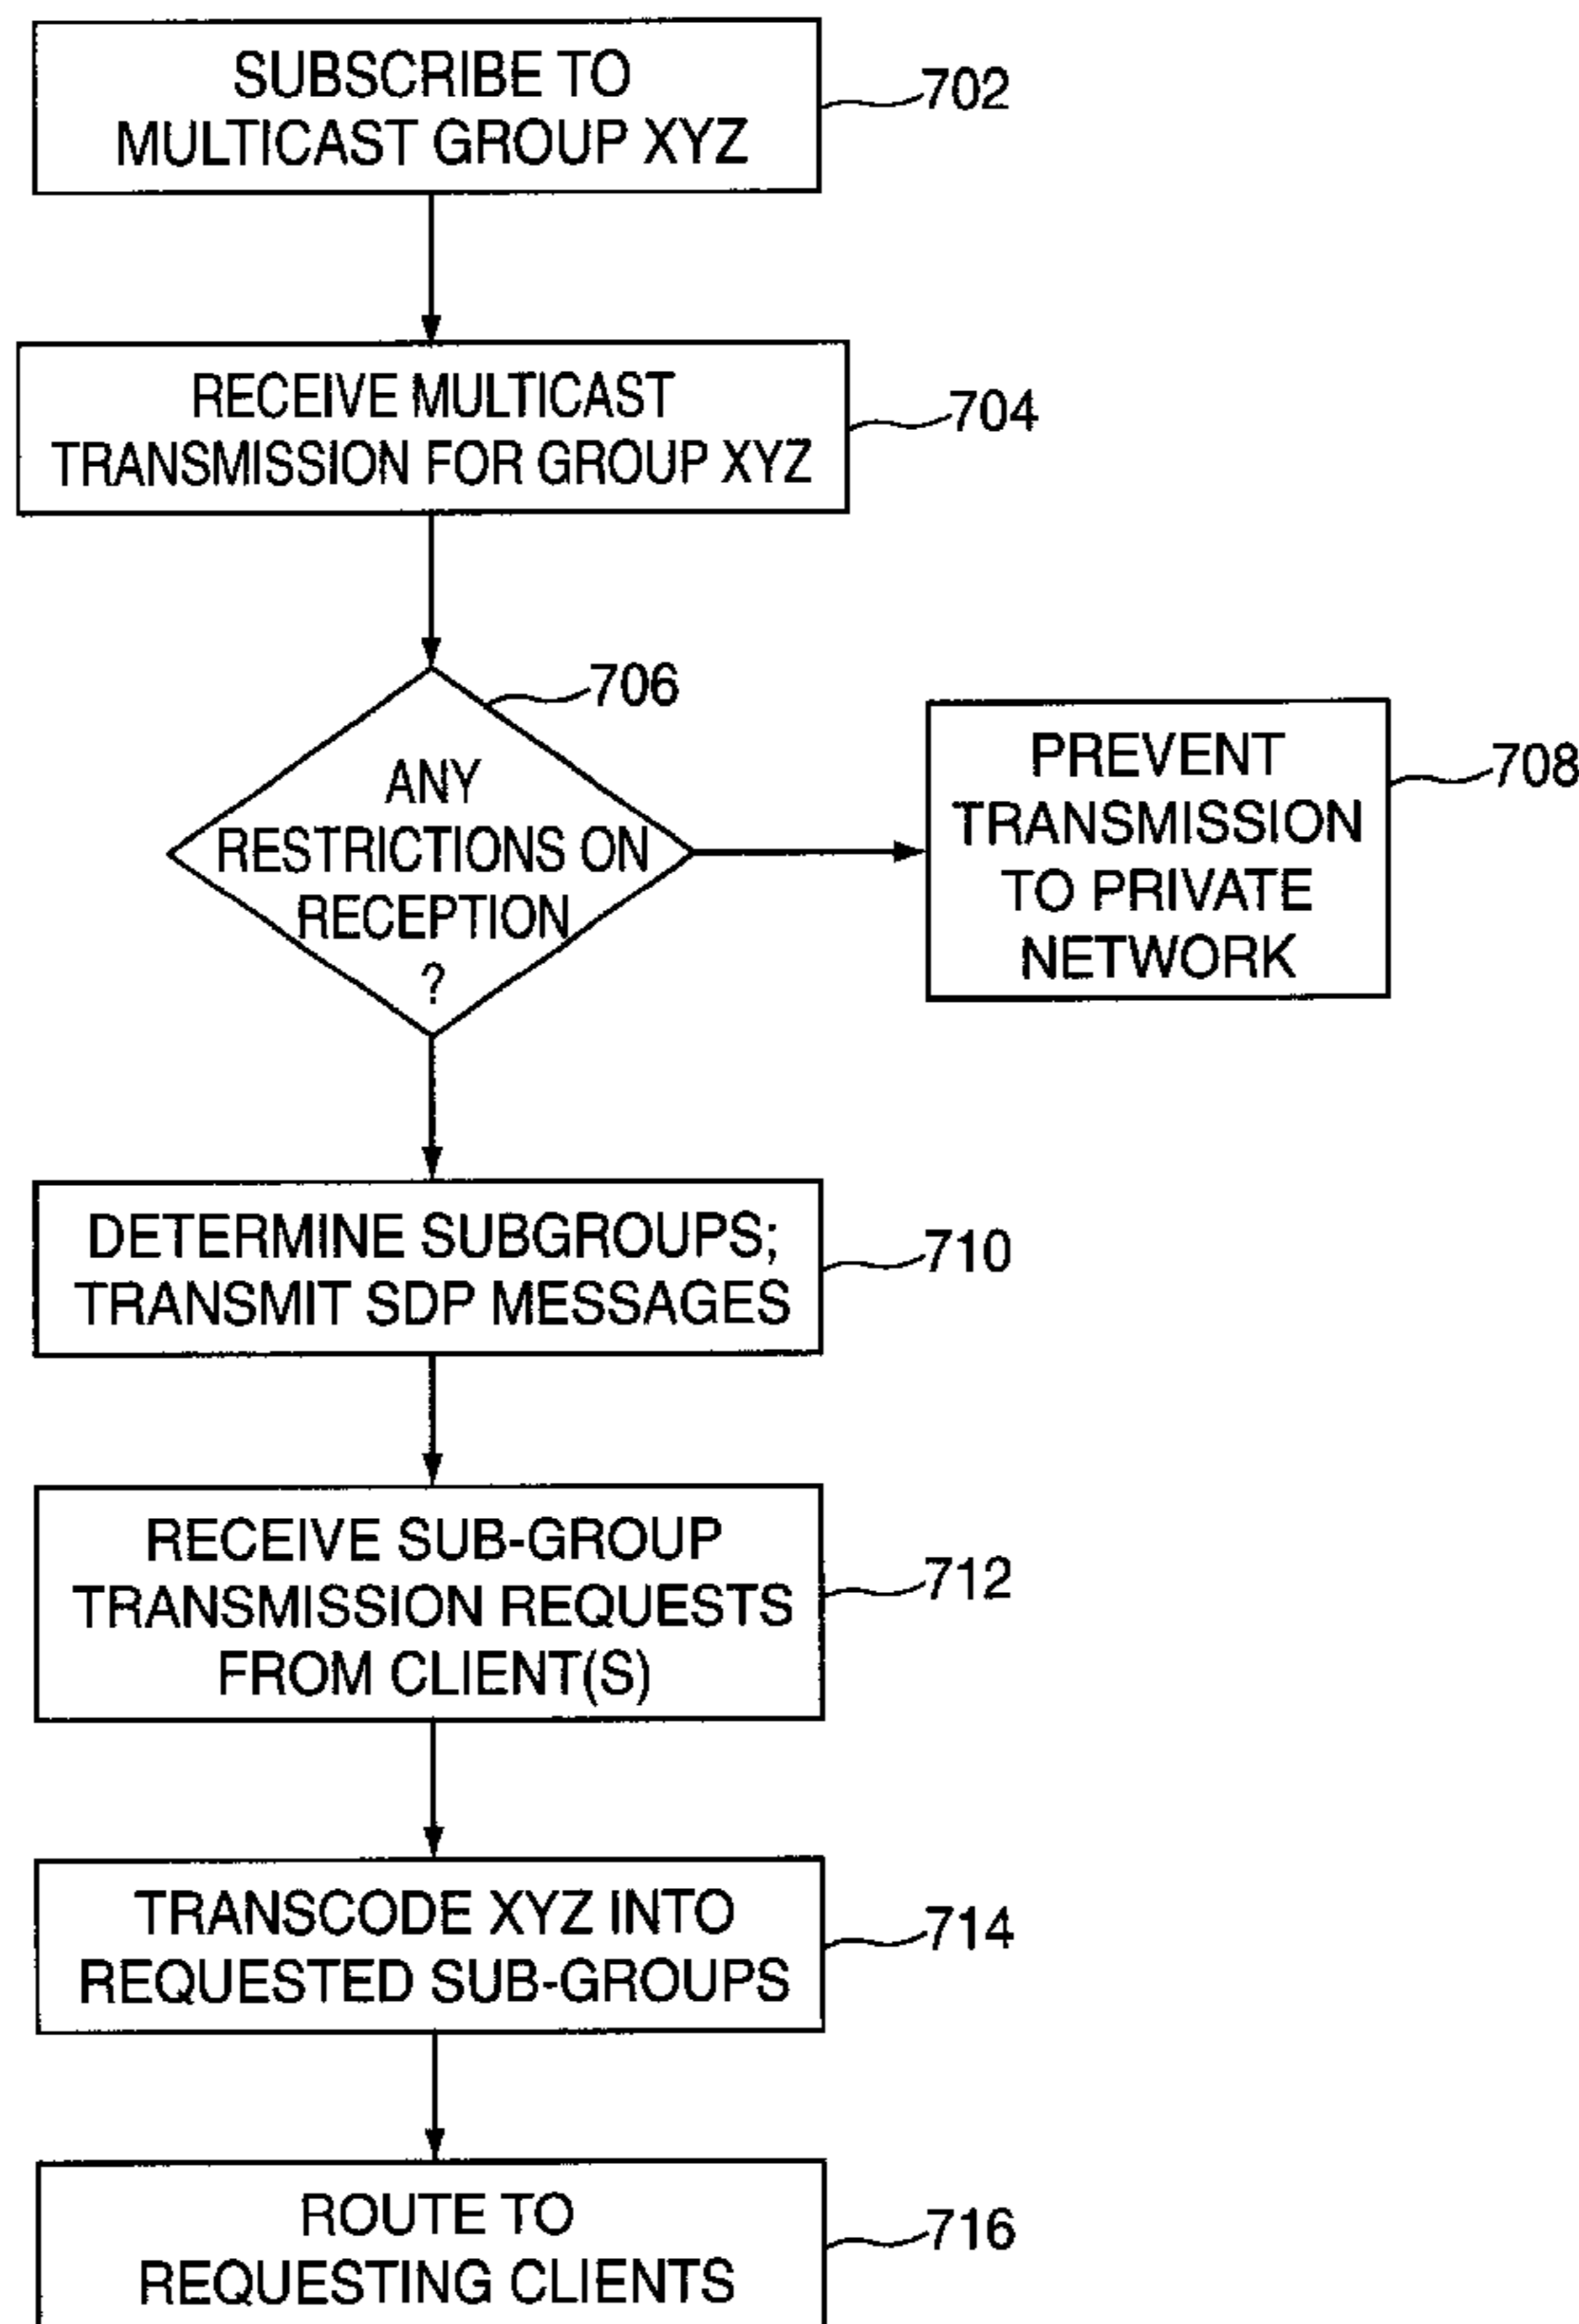 SUBSCRIBE TO
MULTICAST GROUP XYZ
702
RECEIVE MULTICAST
TRANSMISSION FOR GROUP XYZ
704
706
ANY
RESTRICTIONS ON
RECEPTION
?
PREVENT
TRANSMISSION
TO PRIVATE
NETWORK
708
DETERMINE SUBGROUPS;
TRANSMIT SDP MESSAGES
710
RECEIVE SUB-GROUP
TRANSMISSION REQUESTS
FROM CLIENT(S)
712
TRANSCODE XYZ INTO
REQUESTED SUB-GROUPS
714
ROUTE TO
REQUESTING CLIENTS
716